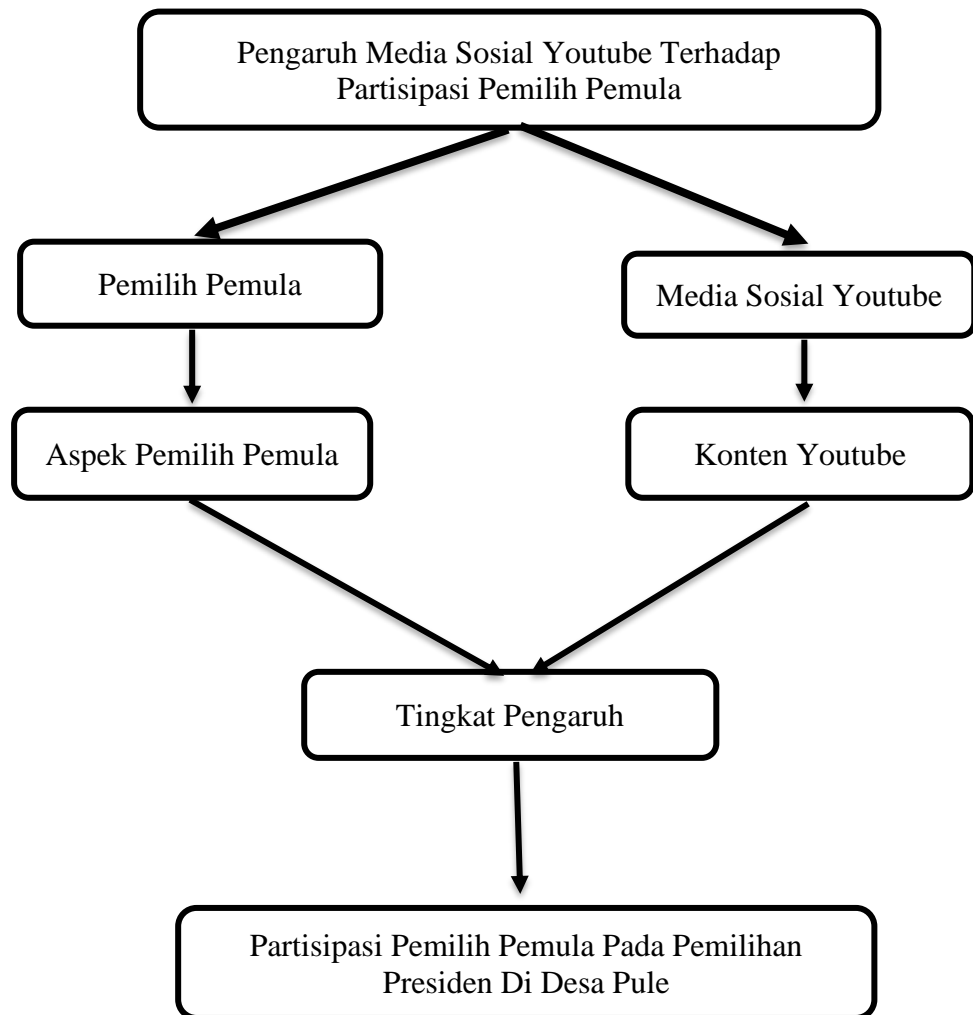 Pengaruh Media Sosial Youtube Terhadap
Partisipasi Pemilih Pemula
Pemilih Pemula
Media Sosial Youtube
Aspek Pemilih Pemula
Konten Youtube
Tingkat Pengaruh
Partisipasi Pemilih Pemula Pada Pemilihan
Presiden Di Desa Pule